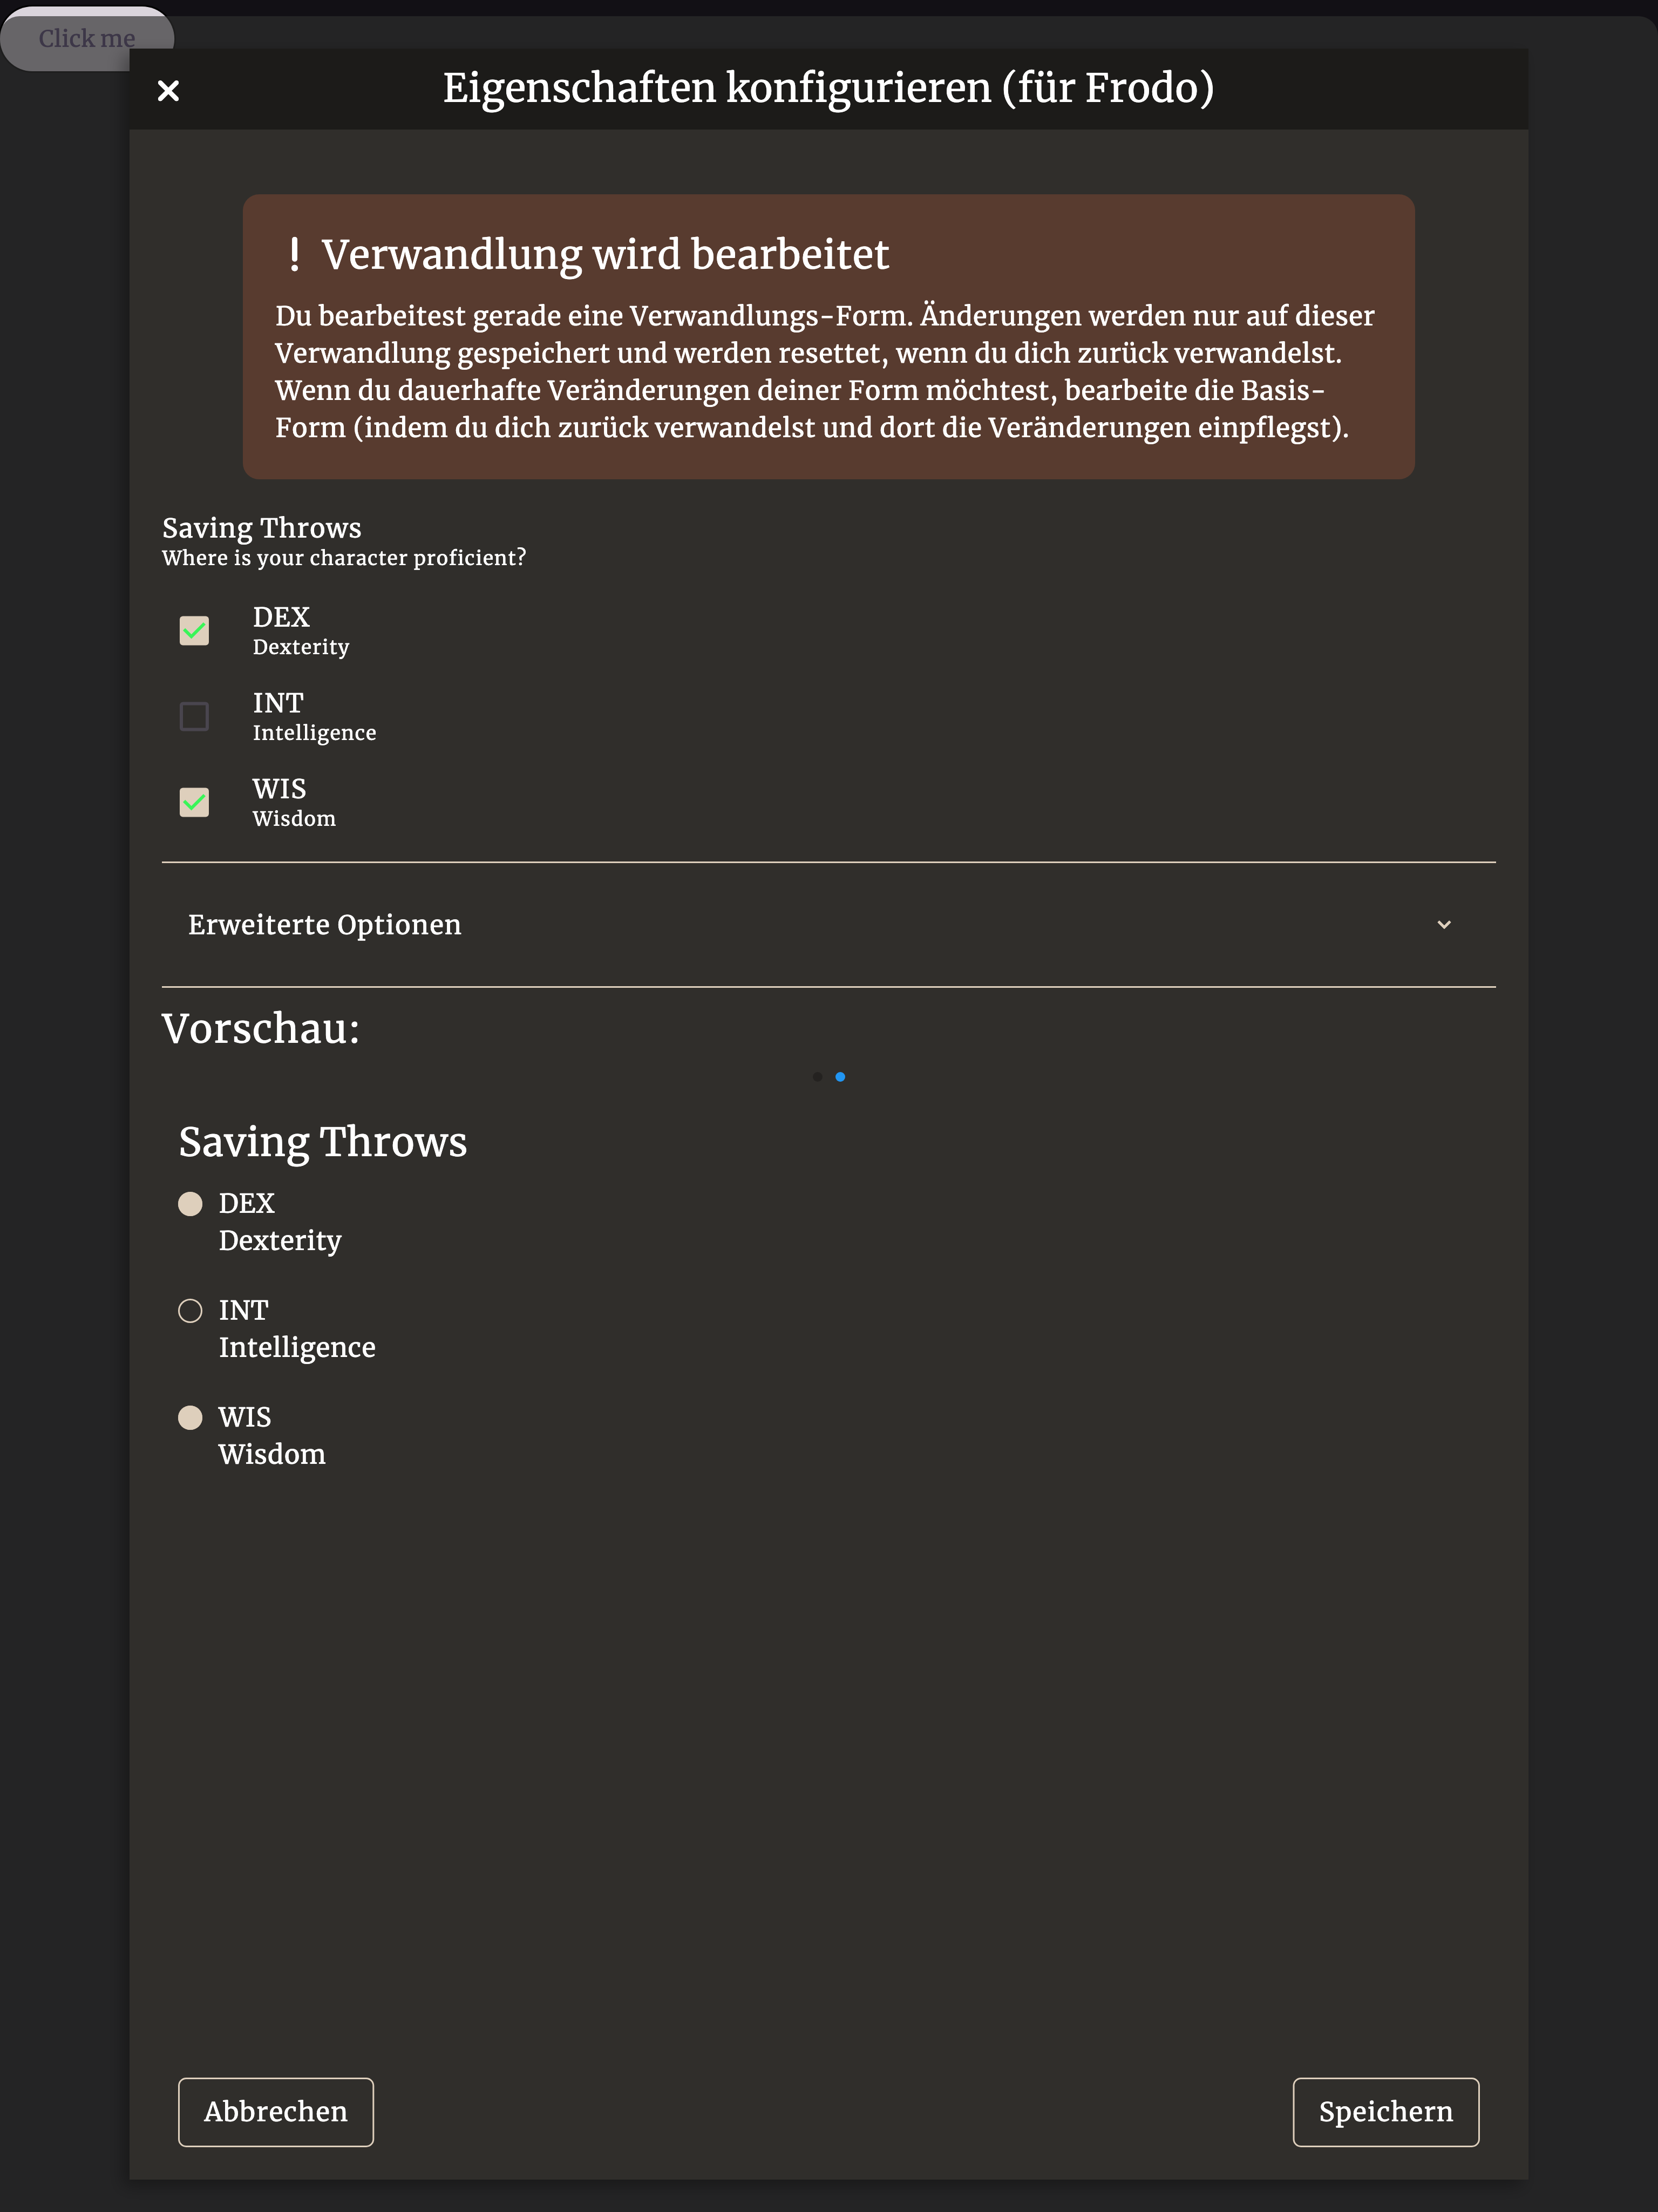 Click me
Eigenschaften konfigurieren (für Frodo)
! Verwandlung wird bearbeitet
Du bearbeitest gerade eine Verwandlungs-Form. Änderungen werden nur auf dieser
Verwandlung gespeichert und werden resettet, wenn du dich zurück verwandelst.
Wenn du dauerhafte Veränderungen deiner Form möchtest, bearbeite die Basis-
Form (indem du dich zurück verwandelst und dort die Veränderungen einpflegst).
Saving Throws
Where is your character proficient?
DEX
Dexterity
INT
Intelligence
WIS
Wisdom
Erweiterte Optionen
Vorschau:
Saving Throws
DEX
Dexterity
INT
Intelligence
WIS
Wisdom
Abbrechen
Speichern